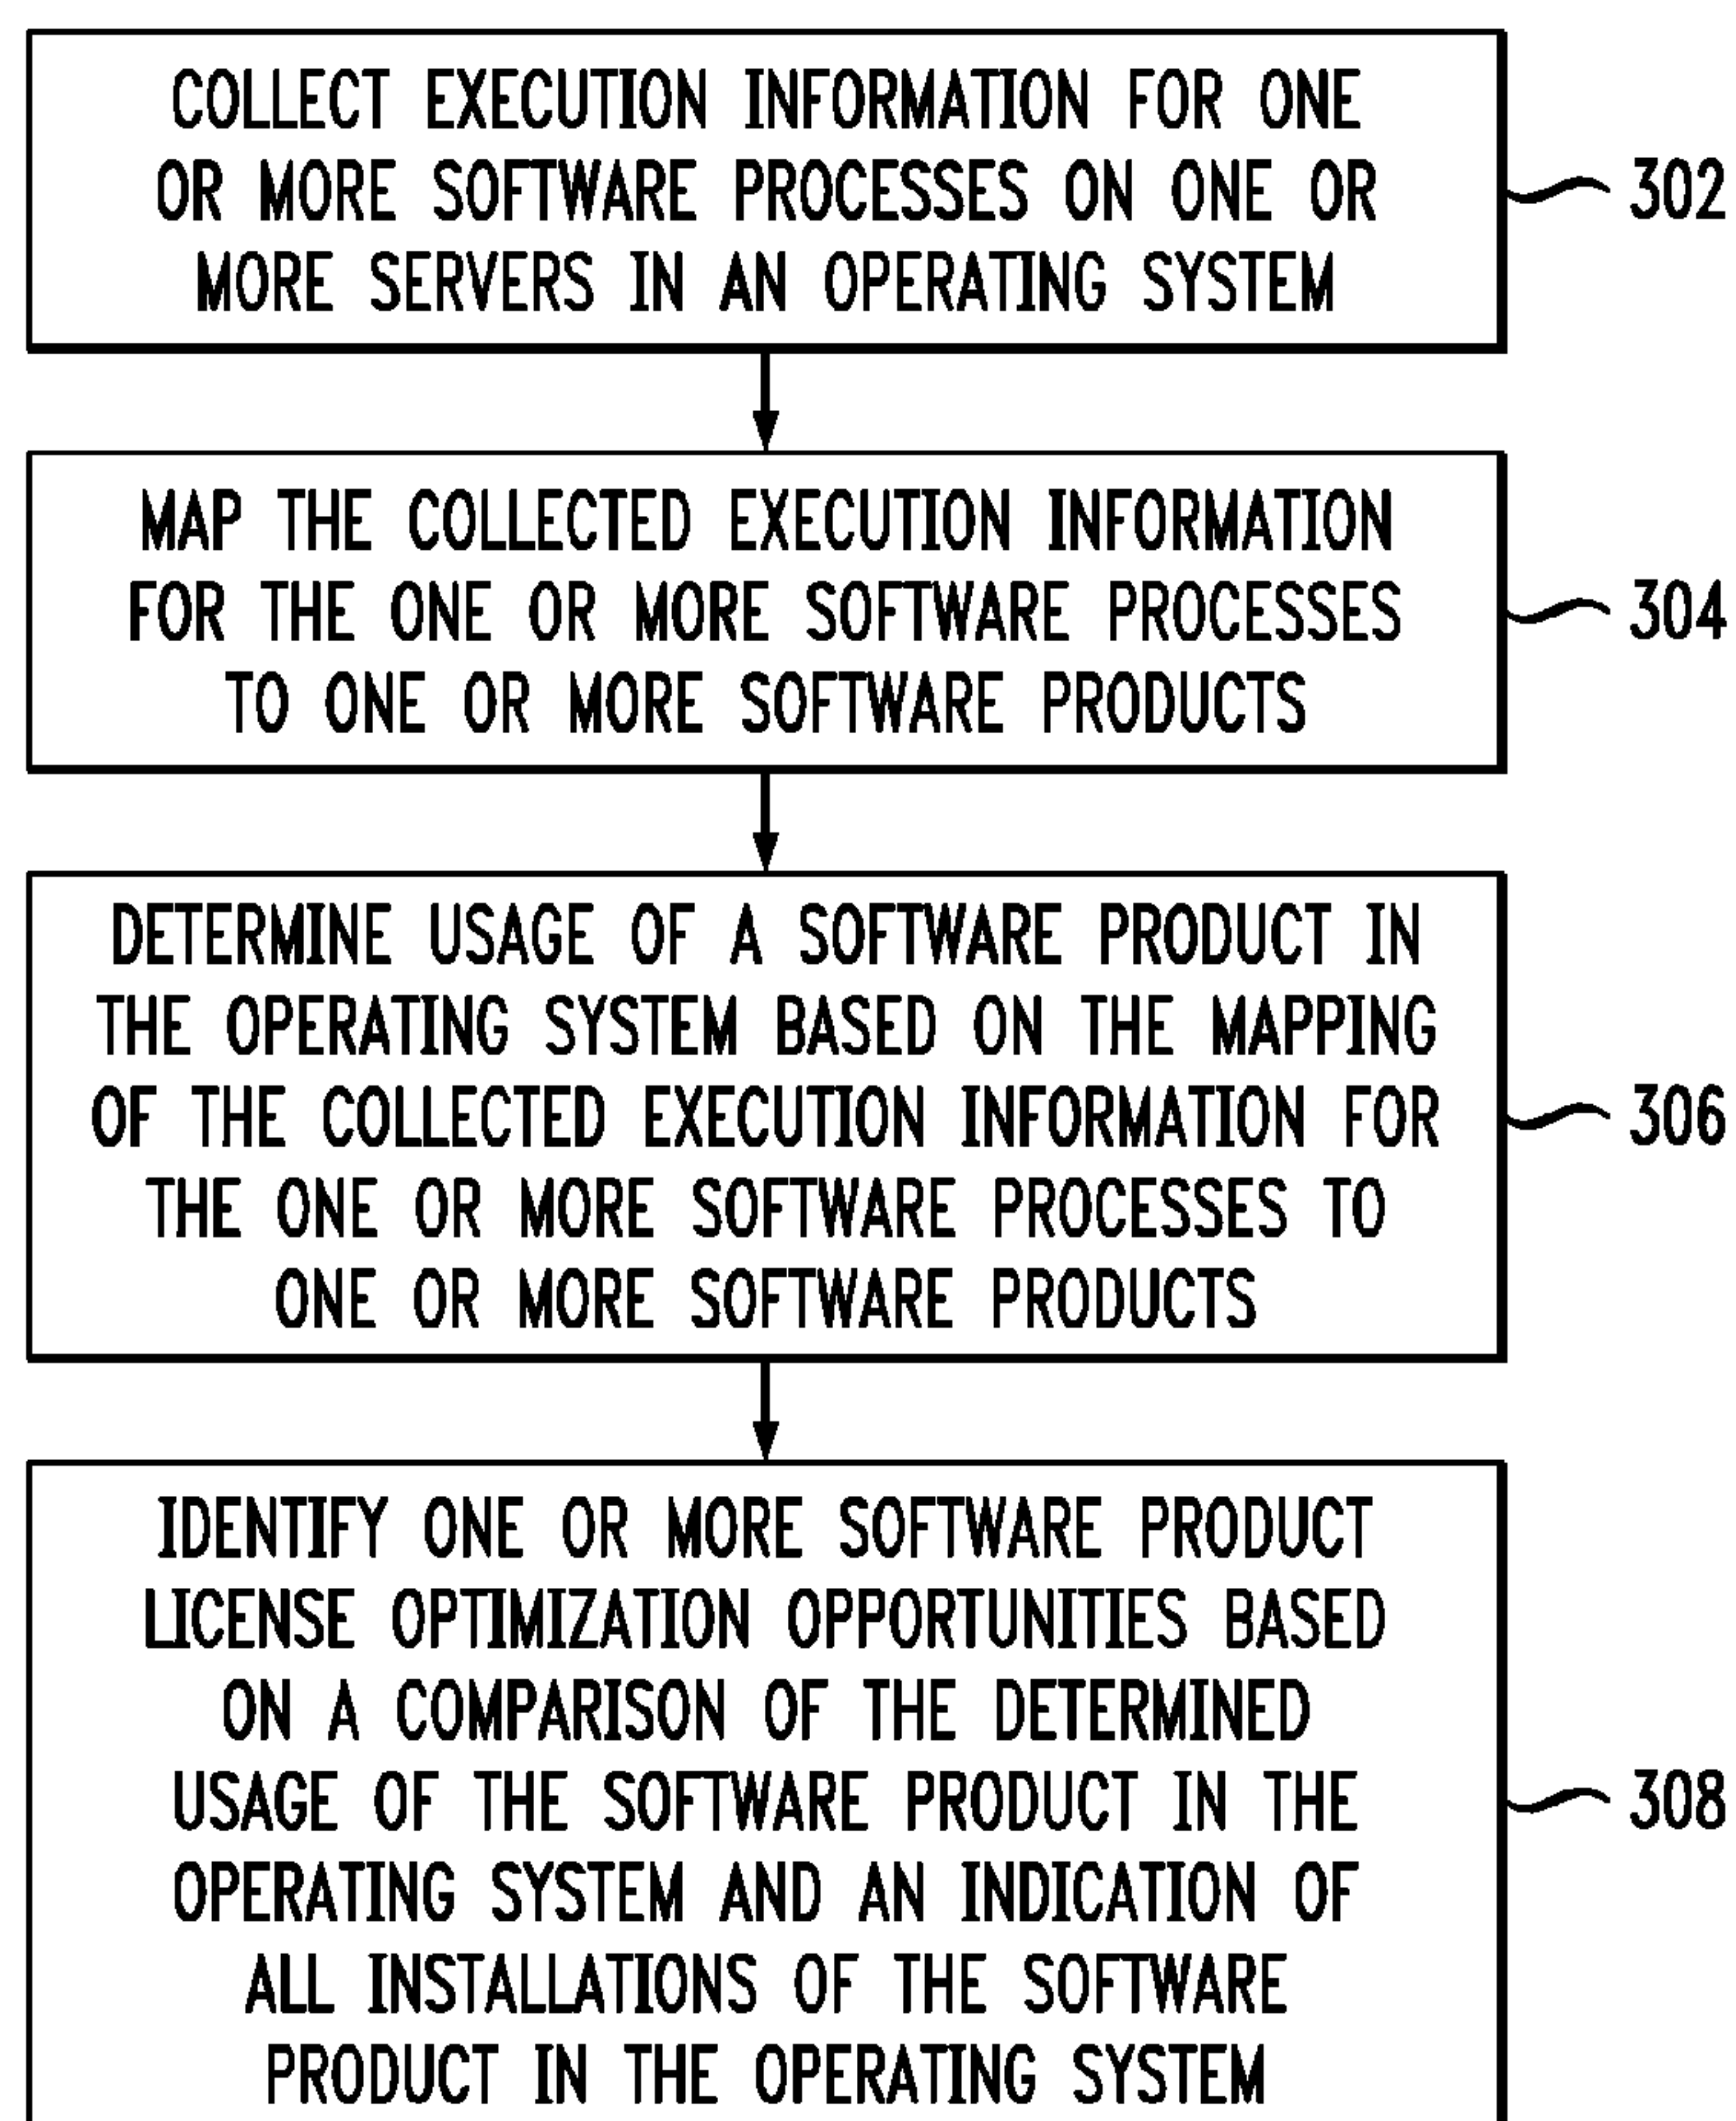 COLLECT EXECUTION INFORMATION FOR ONE
OR MORE SOFTWARE PROCESSES ON ONE OR
MORE SERVERS IN AN OPERATING SYSTEM
302
MAP THE COLLECTED EXECUTION INFORMATION
FOR THE ONE OR MORE SOFTWARE PROCESSES
TO ONE OR MORE SOFTWARE PRODUCTS
304
DETERMINE USAGE OF A SOFTWARE PRODUCT IN
THE OPERATING SYSTEM BASED ON THE MAPPING
OF THE COLLECTED EXECUTION INFORMATION FOR
THE ONE OR MORE SOFTWARE PROCESSES TO
ONE OR MORE SOFTWARE PRODUCTS
306
IDENTIFY ONE OR MORE SOFTWARE PRODUCT
LICENSE OPTIMIZATION OPPORTUNITIES BASED
ON A COMPARISON OF THE DETERMINED
USAGE OF THE SOFTWARE PRODUCT IN THE
OPERATING SYSTEM AND AN INDICATION OF
ALL INSTALLATIONS OF THE SOFTWARE
PRODUCT IN THE OPERATING SYSTEM
308